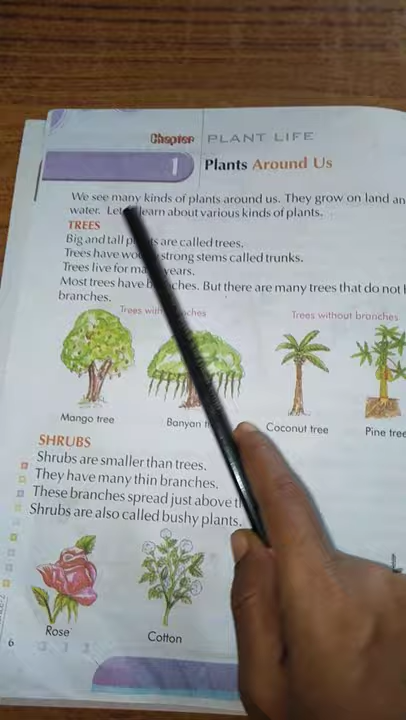 Chapter PLANT LIFE
1 Plants Around Us
We see many kinds of plants around us. They grow on land an
water. Let learn about various kinds of plants.
TREES
Big and tall are called trees.
Trees have strong stems called trunks.
Trees live for years.
Most trees have But there are many trees that do not
branches.
Trees
Trees without branches
Mango tree
Banyan
Coconut tree
Pine tree
SHRUBS
Shrubs are smaller than trees.
They have many thin branches.
These branches spread just above
Shrubs are also called bushy plants.
Rose
Cotton
6